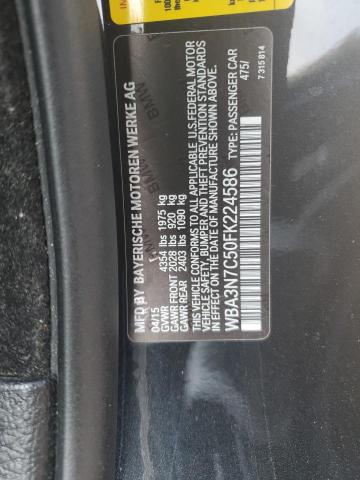 MFD BY BAYERISCHE MOTOREN WERKE AG
04/15
GVWR 4354 lbs 1975 kg
GAWR FRONT 2028 lbs 920 kg
GAWR REAR 2403 lbs 1090 kg
THIS VEHICLE CONFORMS TO ALL APPLICABLE U.S.FEDERAL MOTOR
VEHICLE SAFETY, BUMPER AND THEFT PREVENTION STANDARDS
IN EFFECT ON THE DATE OF MANUFACTURE SHOWN ABOVE.
WBA3N7C50FK224586 TYPE: PASSENGER CAR
475/
7 315 814